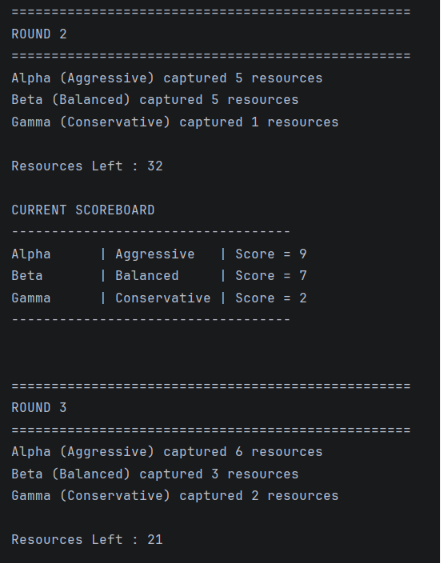 ==================================================
ROUND 2
==================================================
Alpha (Aggressive) captured 5 resources
Beta (Balanced) captured 5 resources
Gamma (Conservative) captured 1 resources
Resources Left : 32
CURRENT SCOREBOARD
-----------------------------------
Alpha      | Aggressive   | Score = 9
Beta       | Balanced     | Score = 7
Gamma      | Conservative | Score = 2
-----------------------------------
==================================================
ROUND 3
==================================================
Alpha (Aggressive) captured 6 resources
Beta (Balanced) captured 3 resources
Gamma (Conservative) captured 2 resources
Resources Left : 21